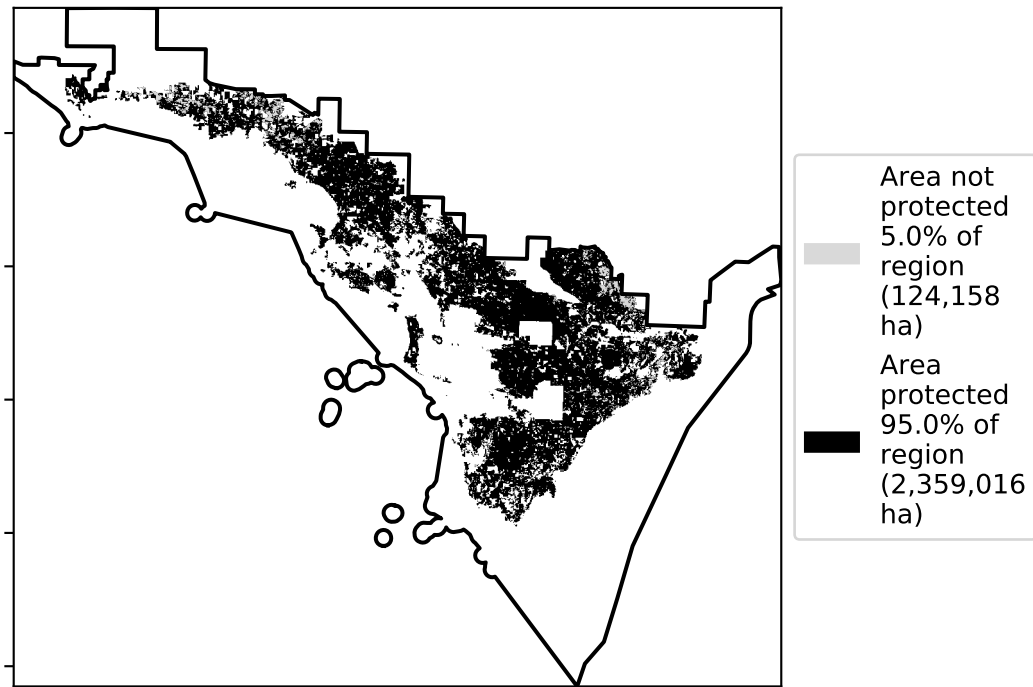 Area not
protected
5.0% of
region
(124,158
ha)
Area
protected
95.0% of
region
(2,359,016
ha)